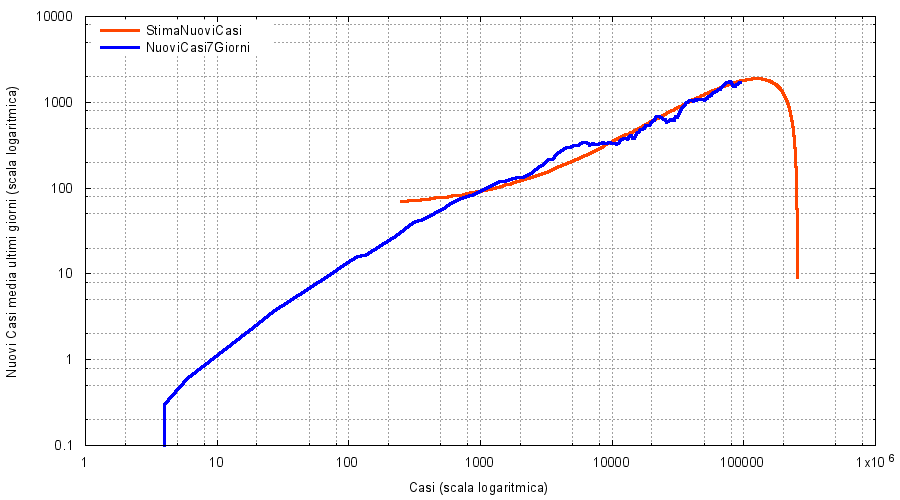 StimaNuoviCasi
NuoviCasi7Giorni
Nuovi Casi media ultimi giorni (scala logaritmica)
10000
1000
100
10
1
0.1
1 10 100 1000 10000 100000 1x10 6
Casi (scala logaritmica)